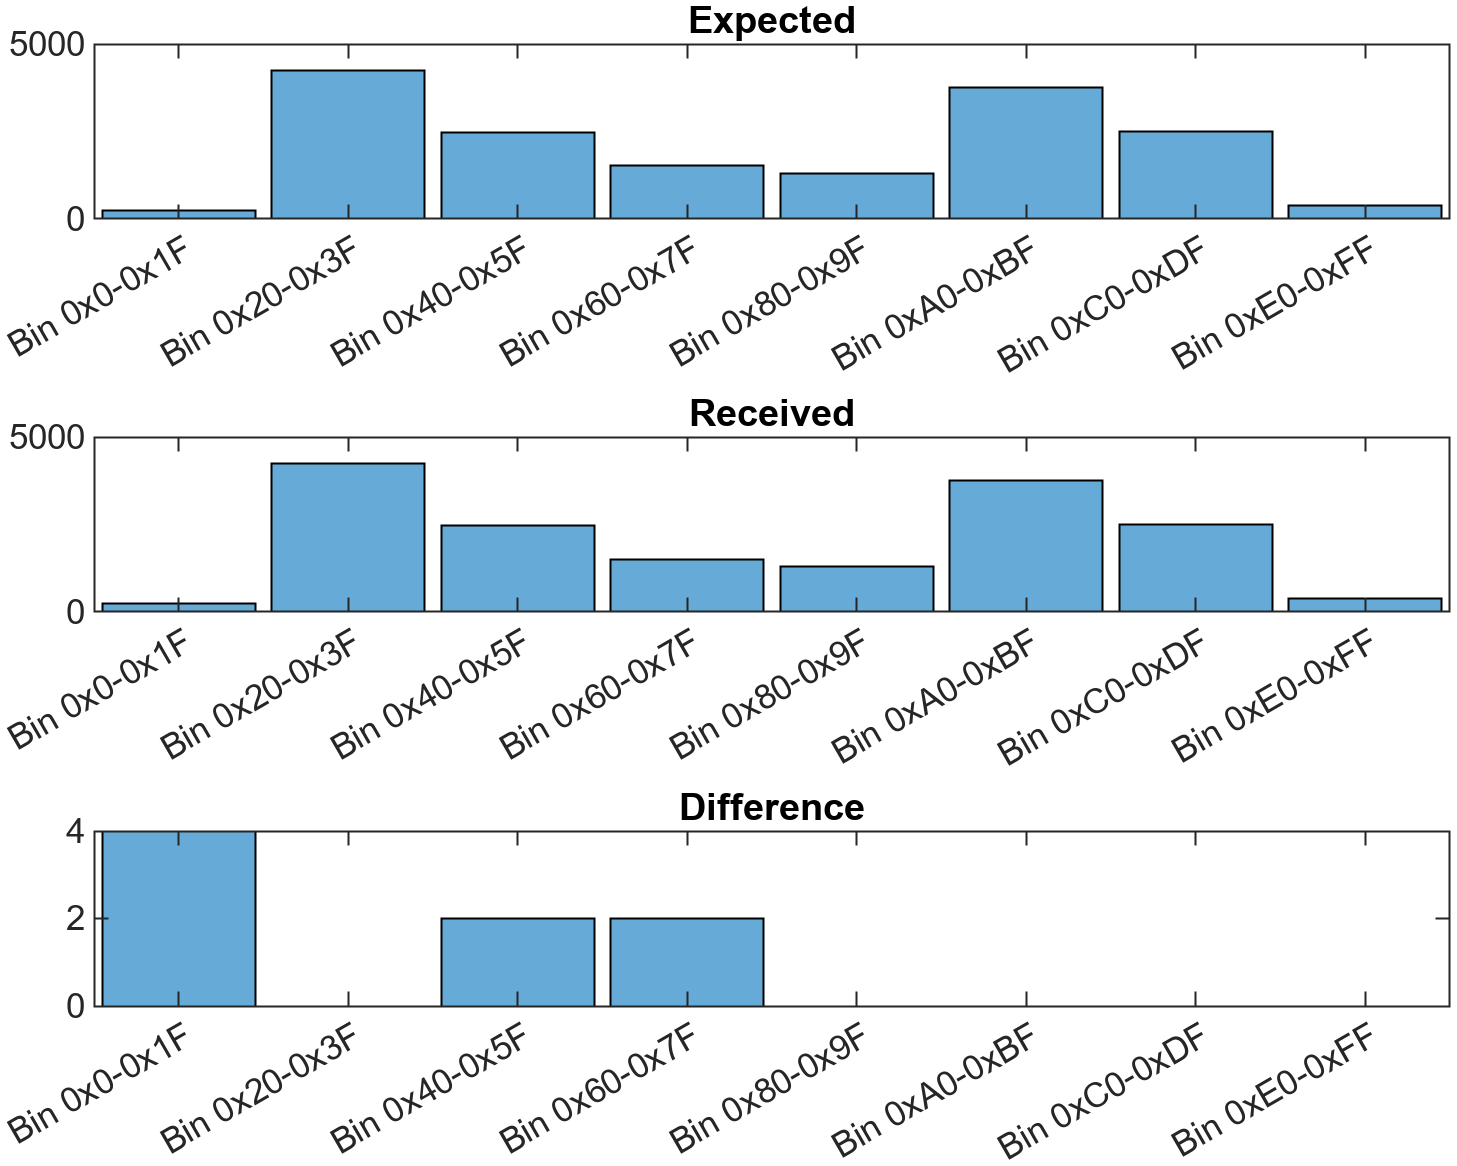 Expected
5000
0
Bin 0x0-0x1F
Bin 0x20-0x3F
Bin 0x40-0x5F
Bin 0x60-0x7F
Bin 0x80-0x9F
Bin 0xA0-0xBF
Bin 0xC0-0xDF
Bin 0xE0-0xFF
Received
5000
0
Bin 0x0-0x1F
Bin 0x20-0x3F
Bin 0x40-0x5F
Bin 0x60-0x7F
Bin 0x80-0x9F
Bin 0xA0-0xBF
Bin 0xC0-0xDF
Bin 0xE0-0xFF
Difference
4
2
0
Bin 0x0-0x1F
Bin 0x20-0x3F
Bin 0x40-0x5F
Bin 0x60-0x7F
Bin 0x80-0x9F
Bin 0xA0-0xBF
Bin 0xC0-0xDF
Bin 0xE0-0xFF